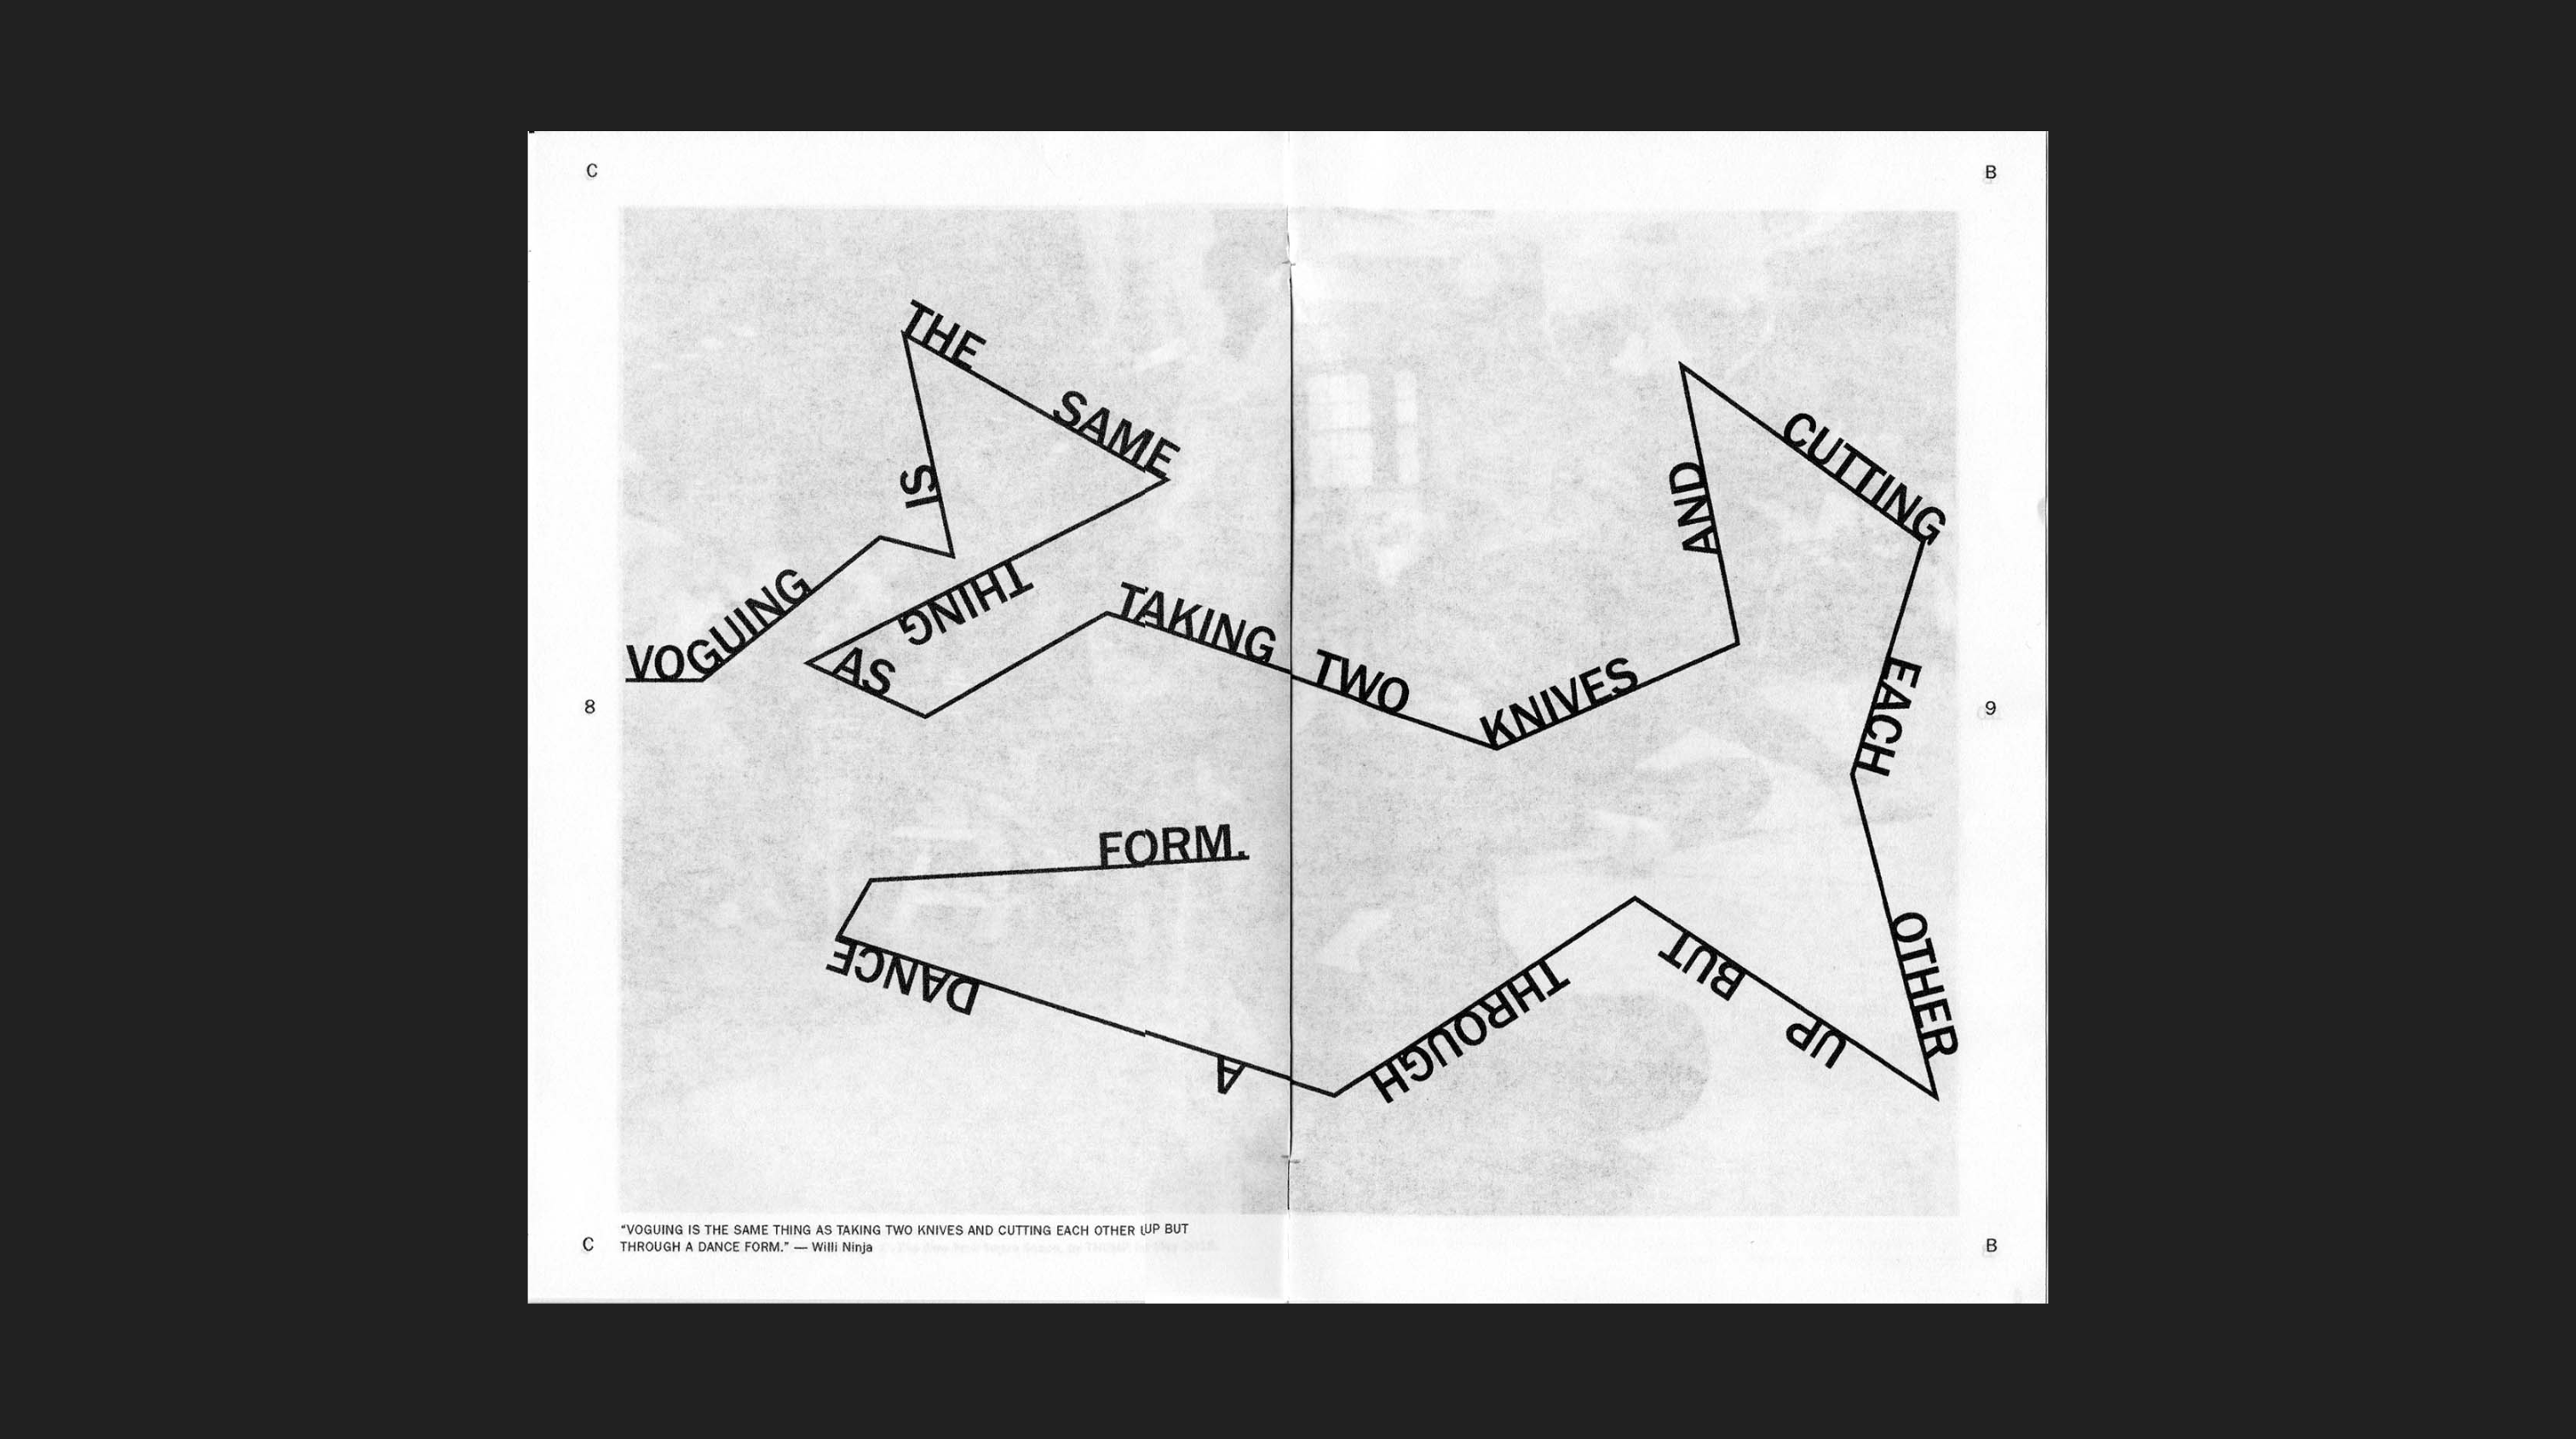 C
B
VOGUING
IS
THE
SAME
THING
AS
TAKING
TWO
KNIVES
AND
CUTTING
EACH
OTHER
UP
BUT
THROUGH
A
DANCE
FORM.
8
9
“VOGUING IS THE SAME THING AS TAKING TWO KNIVES AND CUTTING EACH OTHER UP BUT
THROUGH A DANCE FORM.” — Willi Ninja
C
B